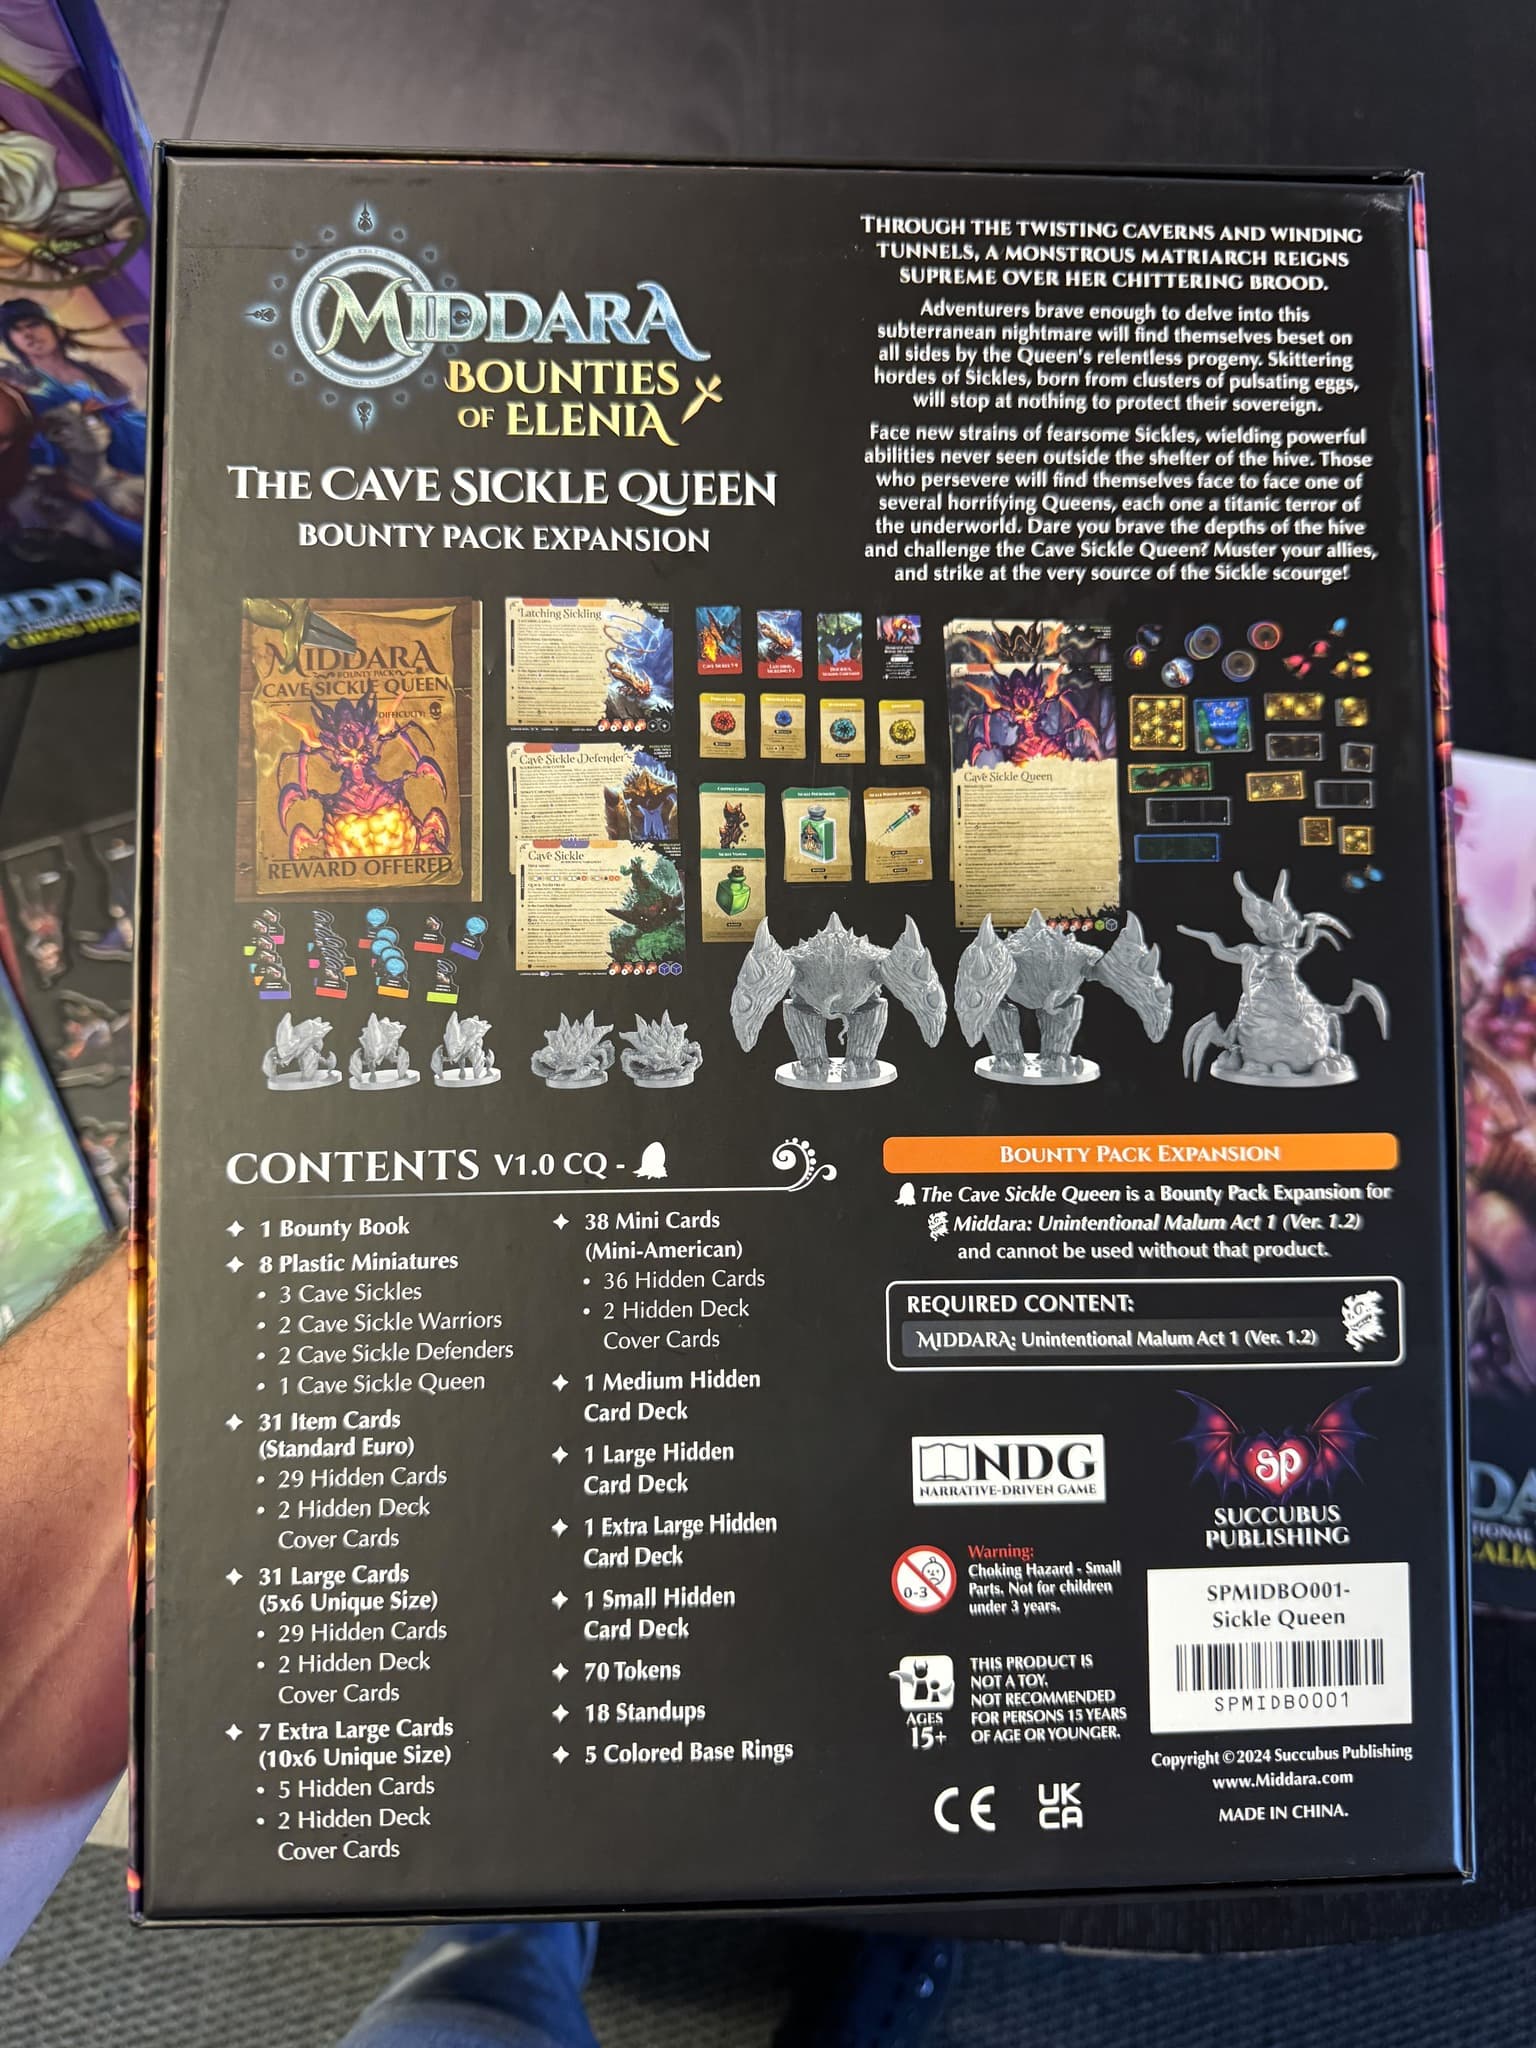 MIDDARA
BOUNTIES
OF ELENIA
THE CAVE SICKLE QUEEN
BOUNTY PACK EXPANSION
THROUGH THE TWISTING CAVERNS AND WINDING
TUNNELS, A MONSTROUS MATRIARCH REIGNS
SUPREME OVER HER CHITTERING BROOD.
Adventurers brave enough to delve into this
subterranean nightmare will find themselves beset on
all sides by the Queen's relentless progeny. Skittering
hordes of Sickles, born from clusters of pulsating eggs,
will stop at nothing to protect their sovereign.
Face new strains of fearsome Sickles, wielding powerful
abilities never seen outside the shelter of the hive. Those
who persevere will find themselves face to face one of
several horrifying Queens, each one a titanic terror of
the underworld. Dare you brave the depths of the hive
and challenge the Cave Sickle Queen? Muster your allies,
and strike at the very source of the Sickle scourge!
MIDDARA
BOUNTY PACK
CAVE SICKLE QUEEN
DIFFICULTY:
REWARD OFFERED
Latching Sickling
Cave Sickle Defender
Cave Sickle
Cave Sickle Queen
CONTENTS V1.0 CQ -
1 Bounty Book
8 Plastic Miniatures
• 3 Cave Sickles
• 2 Cave Sickle Warriors
• 2 Cave Sickle Defenders
• 1 Cave Sickle Queen
31 Item Cards
(Standard Euro)
• 29 Hidden Cards
• 2 Hidden Deck
Cover Cards
31 Large Cards
(5x6 Unique Size)
• 29 Hidden Cards
• 2 Hidden Deck
Cover Cards
7 Extra Large Cards
(10x6 Unique Size)
• 5 Hidden Cards
• 2 Hidden Deck
Cover Cards
38 Mini Cards
(Mini-American)
• 36 Hidden Cards
• 2 Hidden Deck
Cover Cards
1 Medium Hidden
Card Deck
1 Large Hidden
Card Deck
1 Extra Large Hidden
Card Deck
1 Small Hidden
Card Deck
70 Tokens
18 Standups
5 Colored Base Rings
BOUNTY PACK EXPANSION
The Cave Sickle Queen is a Bounty Pack Expansion for
Middara: Unintentional Malum Act 1 (Ver. 1.2)
and cannot be used without that product.
REQUIRED CONTENT:
MIDDARA: Unintentional Malum Act 1 (Ver. 1.2)
NDG
NARRATIVE-DRIVEN GAME
SP
SUCCUBUS
PUBLISHING
0-3
Warning:
Choking Hazard - Small
Parts. Not for children
under 3 years.
AGES
15+
THIS PRODUCT IS
NOT A TOY.
NOT RECOMMENDED
FOR PERSONS 15 YEARS
OF AGE OR YOUNGER.
SPMIDBO001-
Sickle Queen
SPMIDB0001
CE
UK
CA
Copyright © 2024 Succubus Publishing
www.Middara.com
MADE IN CHINA.